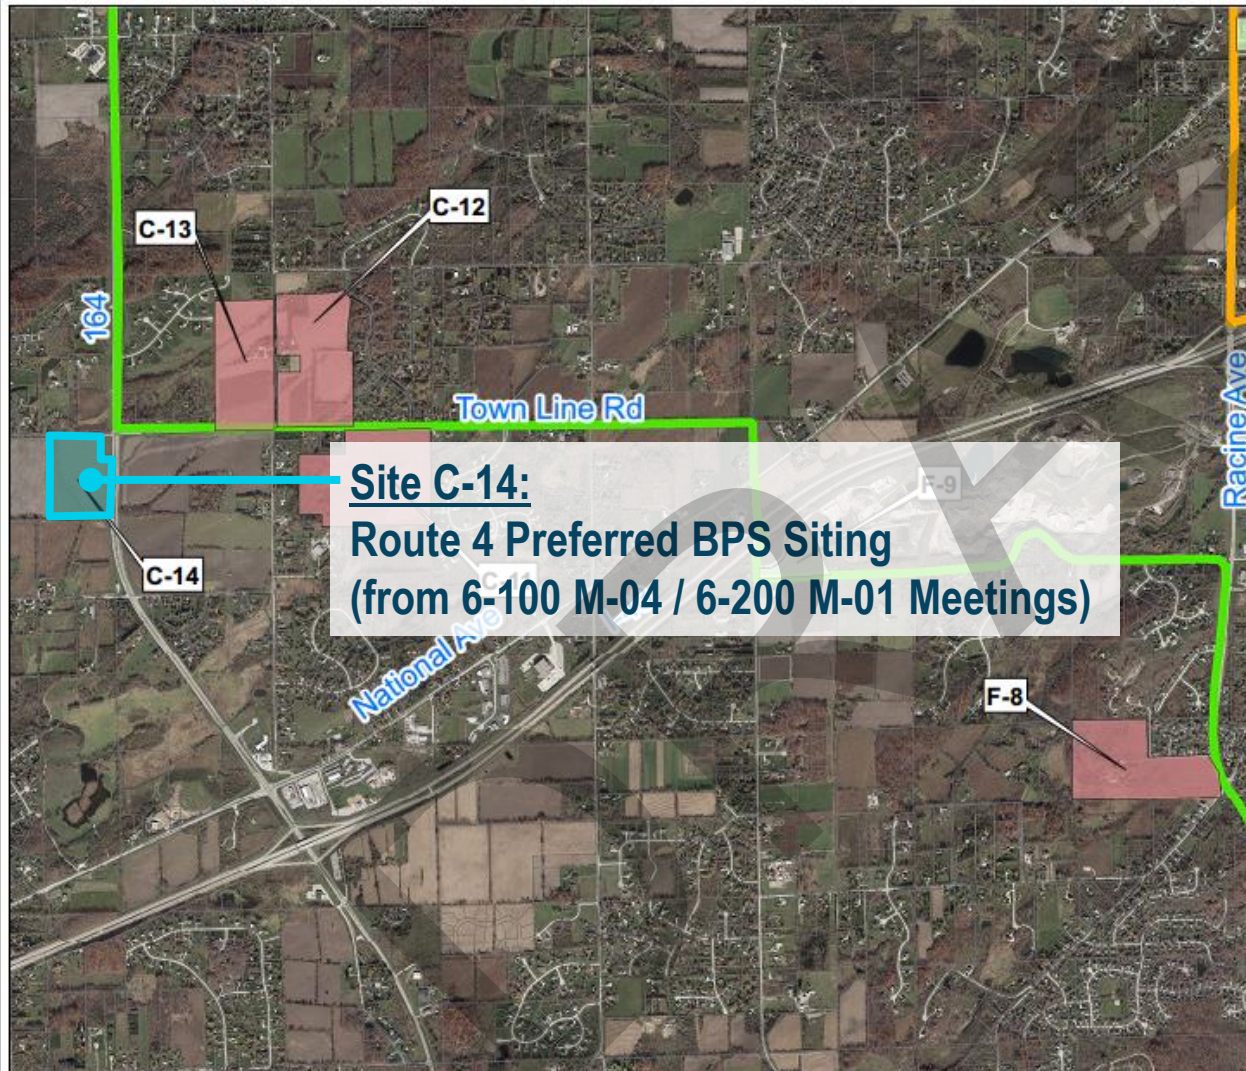 C-12
C-13
164
Town Line Rd
Racine Ave
Site C-14:
Route 4 Preferred BPS Siting
(from 6-100 M-04 / 6-200 M-01 Meetings)
F-9
C-14
C-11
National Ave
F-8